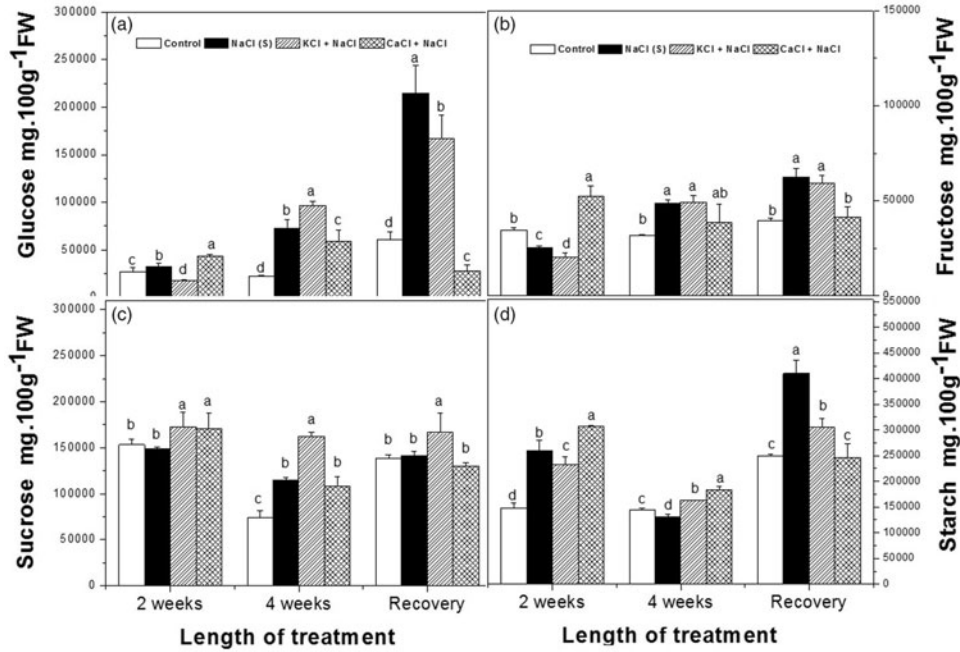 (a)
Control NaCl (S) KCl + NaCl CaCl + NaCl
Glucose mg.100g-1FW
300000
250000
200000
150000
100000
50000
0
c b d a
d b a c
d a b c
(b)
Control NaCl (S) KCl + NaCl CaCl + NaCl
Fructose mg.100g-1FW
150000
100000
50000
0
b c d a
b a a ab
b a a b
(c)
Sucrose mg.100g-1FW
300000
250000
200000
150000
100000
50000
0
b b a a
c b a b
b b a b
2 weeks 4 weeks Recovery
Length of treatment
(d)
Starch mg.100g-1FW
550000
500000
450000
400000
350000
300000
250000
200000
150000
100000
50000
0
d b c a
c d b a
c a b c
2 weeks 4 weeks Recovery
Length of treatment